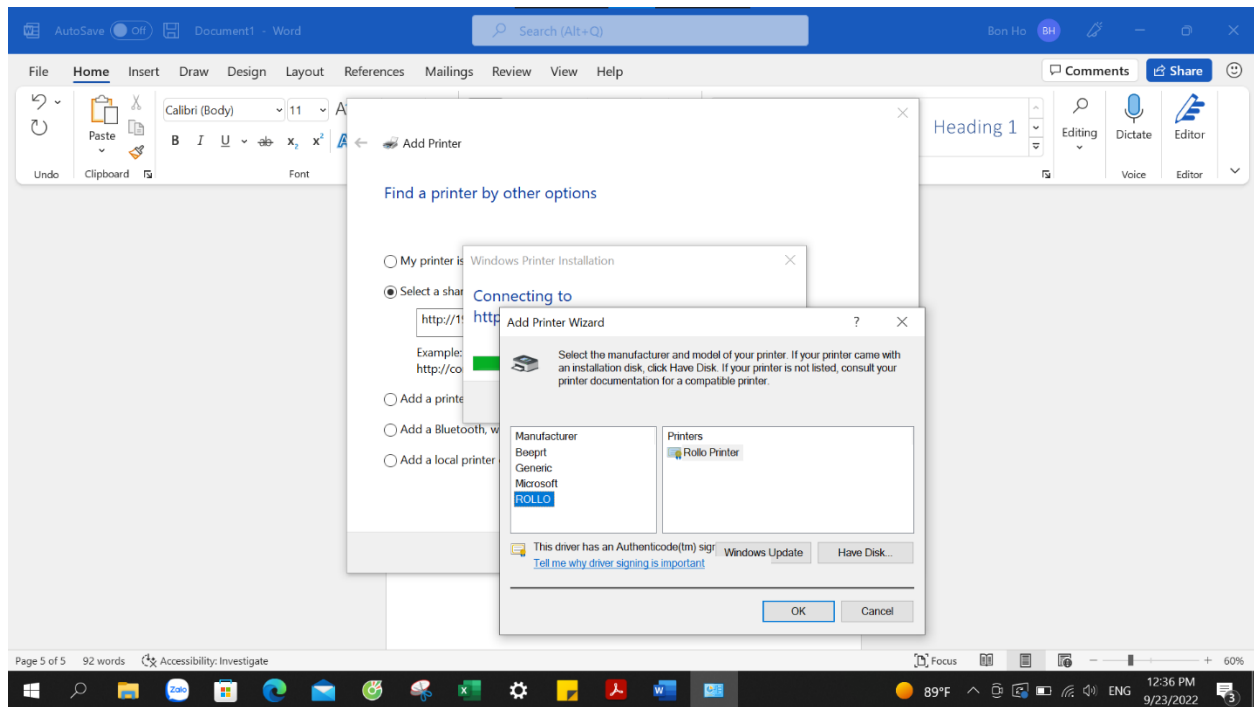 AutoSave Off Document1 - Word Search (Alt+Q) Bon Ho BH
File Home Insert Draw Design Layout References Mailings Review View Help Comments Share
Calibri (Body) 11
Paste
B I U ab x₂ x²
Heading 1
Editing Dictate Editor
Undo Clipboard Font Voice Editor
Add Printer
Find a printer by other options
My printer is
Select a shar
http://19
Example:
http://co
Add a printe
Add a Bluetooth, w
Add a local printer
Windows Printer Installation
Connecting to
http
Add Printer Wizard ?
Select the manufacturer and model of your printer. If your printer came with
an installation disk, click Have Disk. If your printer is not listed, consult your
printer documentation for a compatible printer.
Manufacturer
Beeprt
Generic
Microsoft
ROLLO
Printers
Rollo Printer
This driver has an Authenticode(tm) sigr
Tell me why driver signing is important
Windows Update Have Disk...
OK Cancel
Page 5 of 5 92 words Accessibility: Investigate Focus 60%
Zalo 89°F ENG 12:36 PM
9/23/2022 3